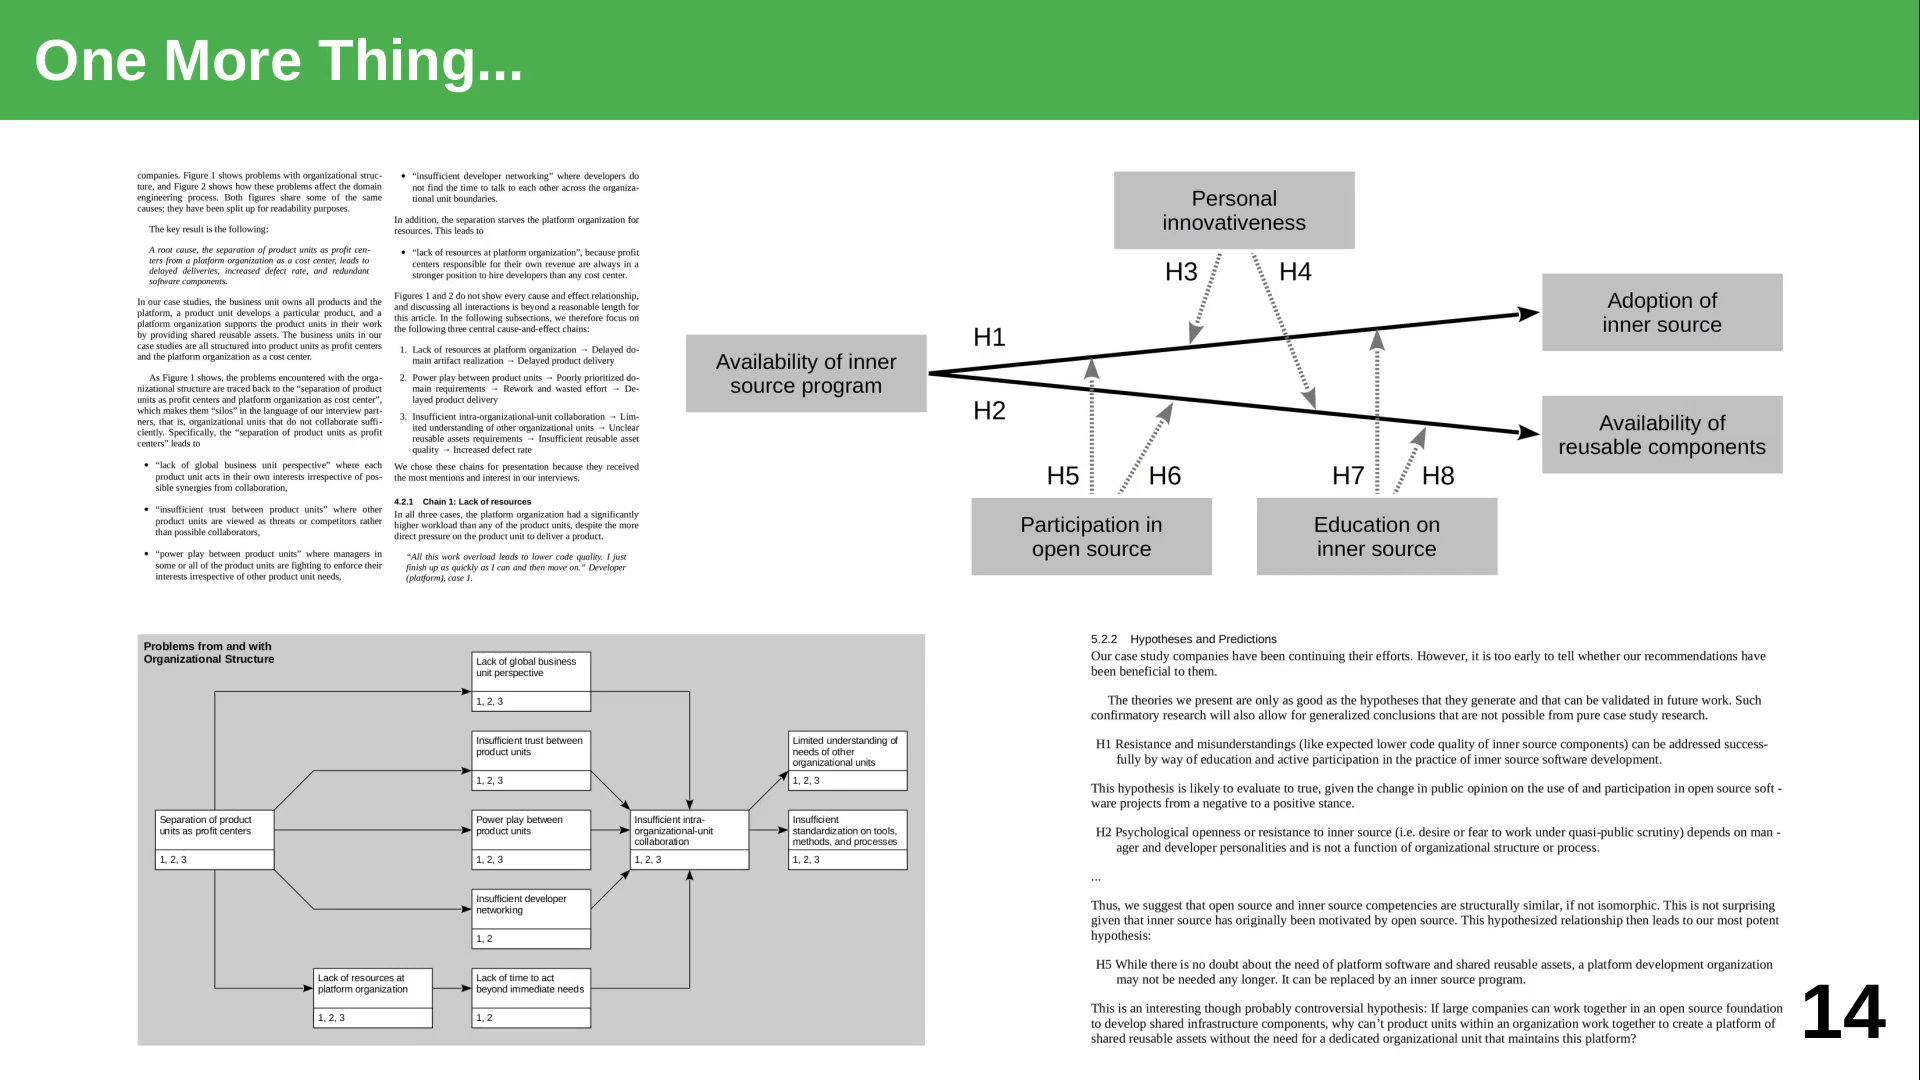 One More Thing...
companies. Figure 1 shows problems with organizational struc-
ture, and Figure 2 shows how these problems affect the domain
engineering process. Both figures share some of the same
causes; they have been split up for readability purposes.
The key result is the following:
A root cause, the separation of product units as profit cen-
ters from a platform organization as a cost center, leads to
delayed deliveries, increased defect rate, and redundant
software components.
In our case studies, the business unit owns all products and the
platform, a product unit develops a particular product, and a
platform organization supports the product units in their work
by providing shared reusable assets. The business units in our
case studies are all structured into product units as profit centers
and the platform organization as a cost center.
As Figure 1 shows, the problems encountered with the orga-
nizational structure are traced back to the “separation of product
units as profit centers and platform organization as cost center”,
which makes them “silos” in the language of our interview part-
ners, that is, organizational units that do not collaborate suffi-
ciently. Specifically, the “separation of product units as profit
centers” leads to
• “lack of global business unit perspective” where each
product unit acts in their own interests irrespective of pos-
sible synergies from collaboration,
• “insufficient trust between product units” where other
product units are viewed as threats or competitors rather
than possible collaborators,
• “power play between product units” where managers in
some or all of the product units are fighting to enforce their
interests irrespective of other product unit needs,
• “insufficient developer networking” where developers do
not find the time to talk to each other across the organiza-
tional unit boundaries.
In addition, the separation starves the platform organization for
resources. This leads to
• “lack of resources at platform organization”, because profit
centers responsible for their own revenue are always in a
stronger position to hire developers than any cost center.
Figures 1 and 2 do not show every cause and effect relationship,
and discussing all interactions is beyond a reasonable length for
this article. In the following subsections, we therefore focus on
the following three central cause-and-effect chains:
1. Lack of resources at platform organization → Delayed do-
main artifact realization → Delayed product delivery
2. Power play between product units → Poorly prioritized do-
main requirements → Rework and wasted effort → De-
layed product delivery
3. Insufficient intra-organizational-unit collaboration → Lim-
ited understanding of other organizational units → Unclear
reusable assets requirements → Insufficient reusable asset
quality → Increased defect rate
We chose these chains for presentation because they received
the most mentions and interest in our interviews.
4.2.1 Chain 1: Lack of resources
In all three cases, the platform organization had a significantly
higher workload than any of the product units, despite the more
direct pressure on the product unit to deliver a product.
“All this work overload leads to lower code quality. I just
finish up as quickly as I can and then move on.” Developer
(platform), case 1.
Personal
innovativeness
H3
H4
Adoption of
inner source
H1
Availability of inner
source program
H2
Availability of
reusable components
H5
H6
H7
H8
Participation in
open source
Education on
inner source
Problems from and with
Organizational Structure
Lack of global business
unit perspective
1, 2, 3
Insufficient trust between
product units
1, 2, 3
Limited understanding of
needs of other
organizational units
1, 2, 3
Separation of product
units as profit centers
1, 2, 3
Power play between
product units
1, 2, 3
Insufficient intra-
organizational-unit
collaboration
1, 2, 3
Insufficient
standardization on tools,
methods, and processes
1, 2, 3
Insufficient developer
networking
1, 2
Lack of resources at
platform organization
1, 2, 3
Lack of time to act
beyond immediate needs
1, 2
5.2.2 Hypotheses and Predictions
Our case study companies have been continuing their efforts. However, it is too early to tell whether our recommendations have
been beneficial to them.
The theories we present are only as good as the hypotheses that they generate and that can be validated in future work. Such
confirmatory research will also allow for generalized conclusions that are not possible from pure case study research.
H1 Resistance and misunderstandings (like expected lower code quality of inner source components) can be addressed success-
fully by way of education and active participation in the practice of inner source software development.
This hypothesis is likely to evaluate to true, given the change in public opinion on the use of and participation in open source soft -
ware projects from a negative to a positive stance.
H2 Psychological openness or resistance to inner source (i.e. desire or fear to work under quasi-public scrutiny) depends on man -
ager and developer personalities and is not a function of organizational structure or process.
...
Thus, we suggest that open source and inner source competencies are structurally similar, if not isomorphic. This is not surprising
given that inner source has originally been motivated by open source. This hypothesized relationship then leads to our most potent
hypothesis:
H5 While there is no doubt about the need of platform software and shared reusable assets, a platform development organization
may not be needed any longer. It can be replaced by an inner source program.
This is an interesting though probably controversial hypothesis: If large companies can work together in an open source foundation
to develop shared infrastructure components, why can’t product units within an organization work together to create a platform of
shared reusable assets without the need for a dedicated organizational unit that maintains this platform?
14